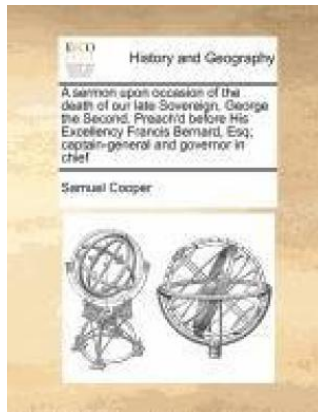 ECCO
History and Geography
A sermon upon occasion of the
death of our late Sovereign, George
the Second. Preach'd before His
Excellency Francis Bernard, Esq;
captain-general and governor in
chief
Samuel Cooper